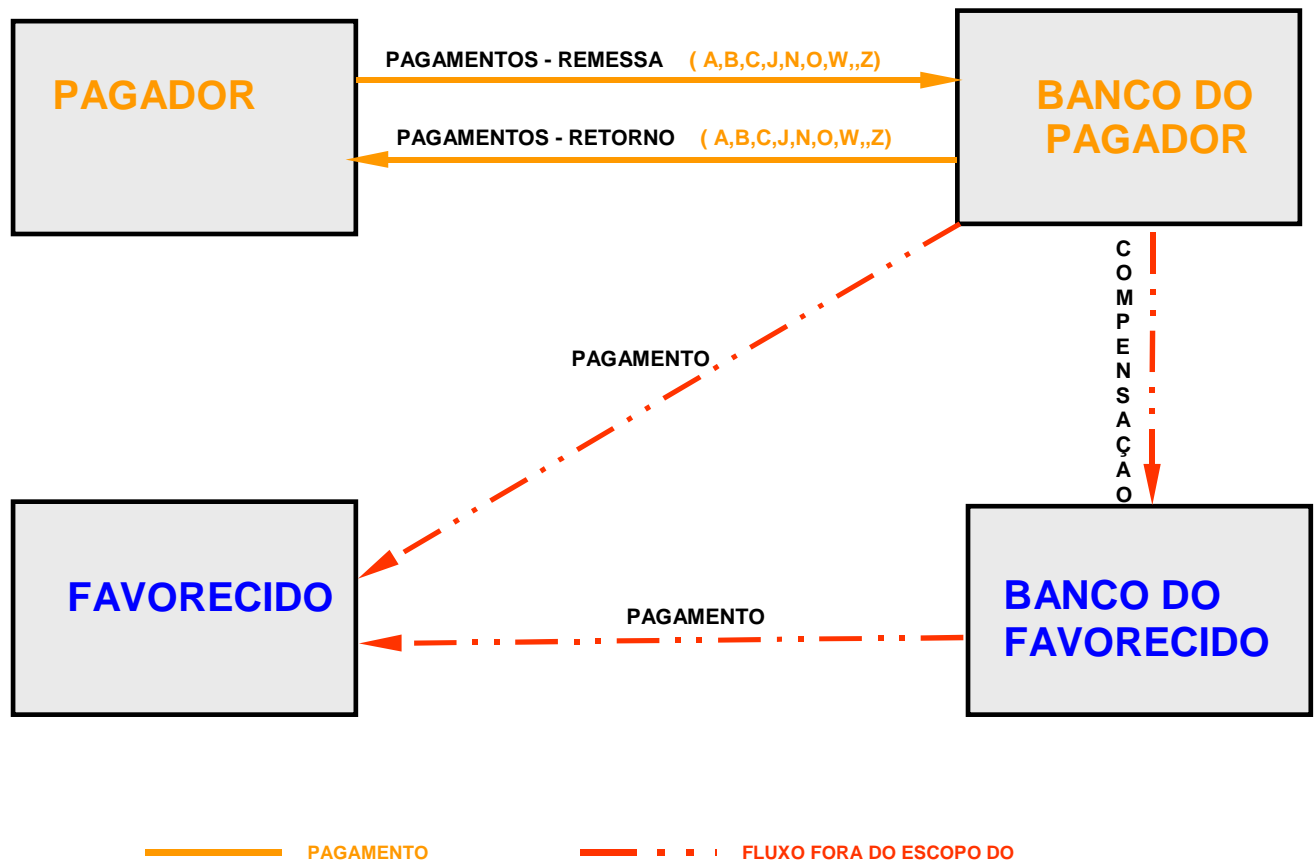 PAGAMENTOS - REMESSA ( A,B,C,J,N,O,W,,Z)
PAGADOR
BANCO DO
PAGADOR
PAGAMENTOS - RETORNO ( A,B,C,J,N,O,W,,Z)
COMPENSAÇAO
PAGAMENTO
FAVORECIDO
PAGAMENTO
BANCO DO
FAVORECIDO
PAGAMENTO
FLUXO FORA DO ESCOPO DO